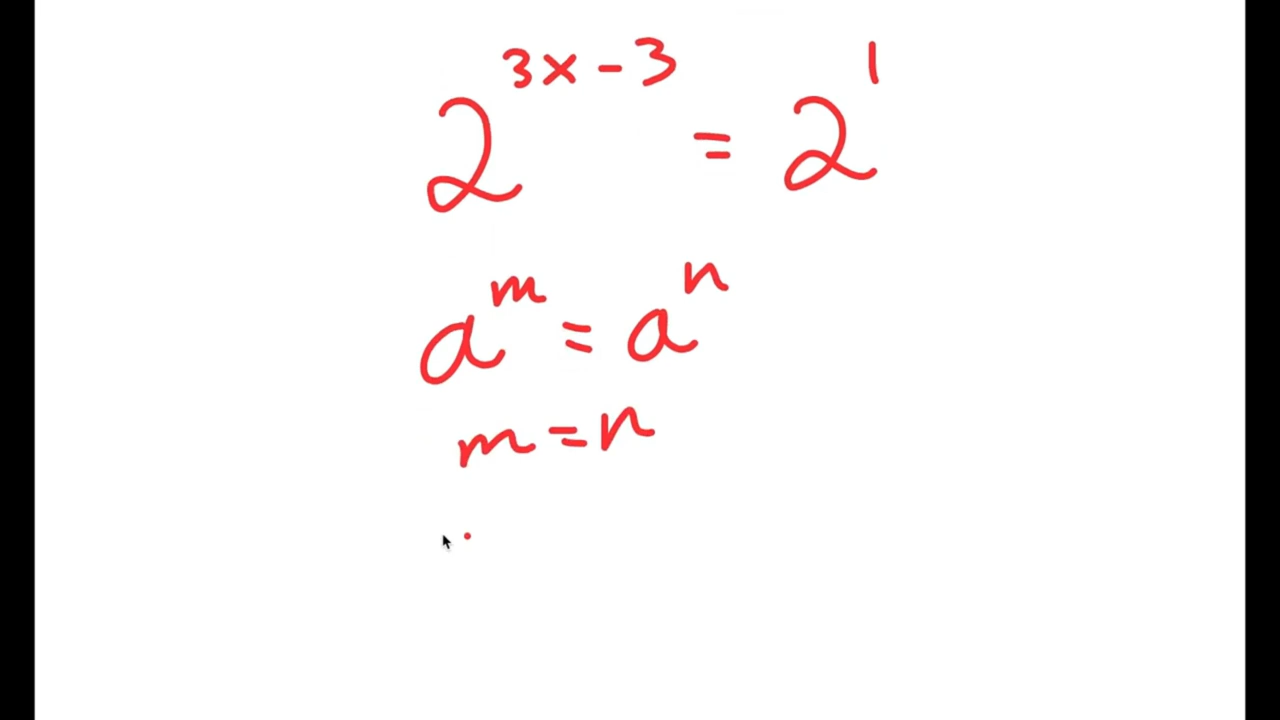 2^{3x-3} = 2^1
a^m = a^n
m = n